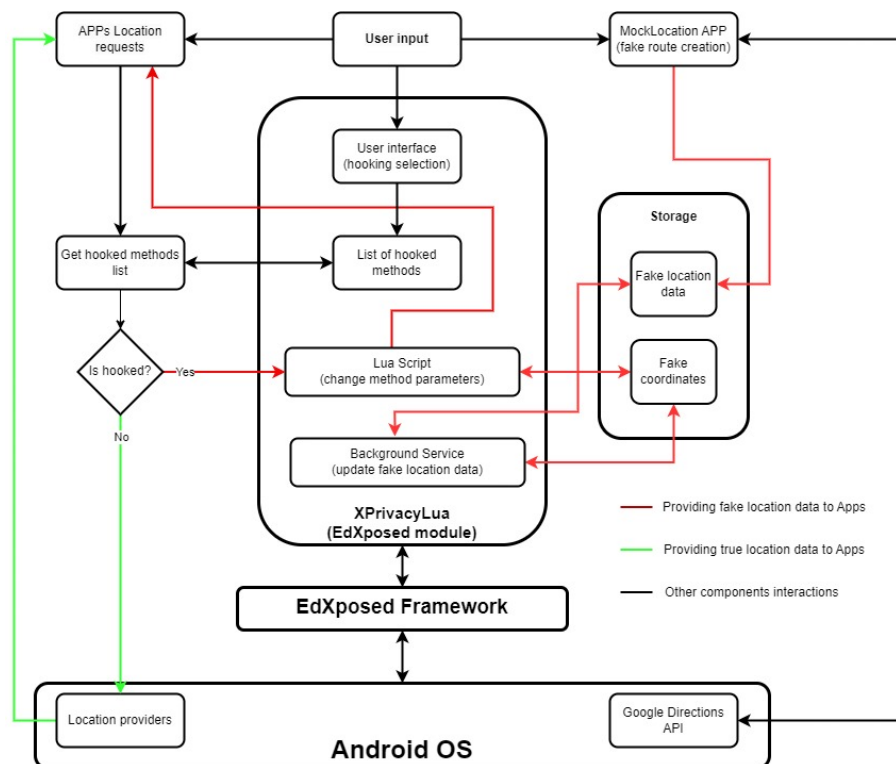 APPs Location
requests
User input
MockLocation APP
(fake route creation)
User interface
(hooking selection)
Storage
Get hooked methods
list
List of hooked
methods
Fake location
data
Is hooked?
Yes
Lua Script
(change method parameters)
Fake
coordinates
No
Background Service
(update fake location data)
XPrivacyLua
(EdXposed module)
Providing fake location data to Apps
Providing true location data to Apps
Other components interactions
EdXposed Framework
Location providers
Google Directions
API
Android OS